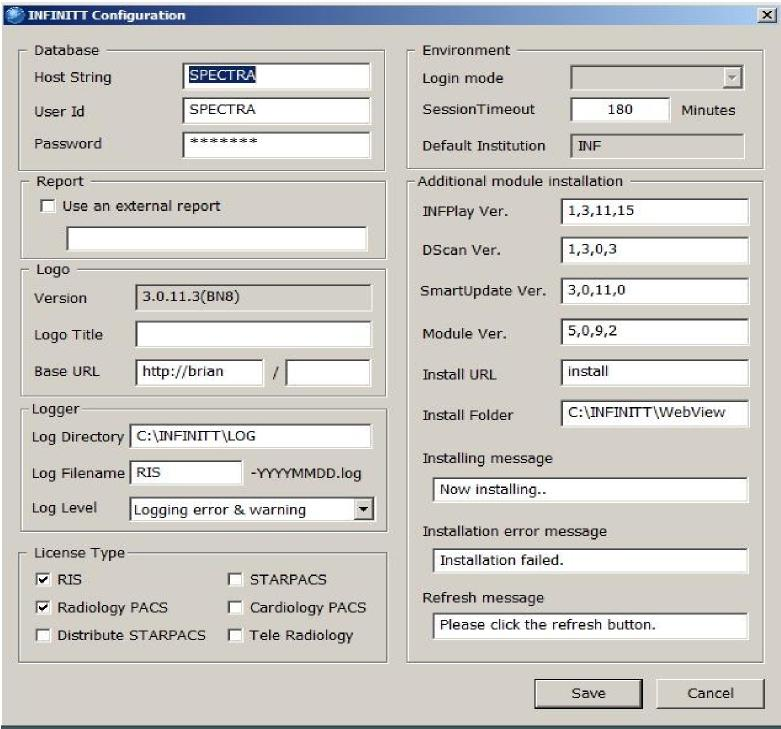 INFINITT Configuration
Database
Host String SPECTRA
User Id SPECTRA
Password *******
Report
Use an external report
Logo
Version 3.0.11.3(BN8)
Logo Title
Base URL http://brian /
Logger
Log Directory C:\INFINITT\LOG
Log Filename RIS -YYYYMMDD.log
Log Level Logging error & warning
License Type
RIS STARPACS
Radiology PACS Cardiology PACS
Distribute STARPACS Tele Radiology
Environment
Login mode
SessionTimeout 180 Minutes
Default Institution INF
Additional module installation
INFPlay Ver. 1,3,11,15
DScan Ver. 1,3,0,3
SmartUpdate Ver. 3,0,11,0
Module Ver. 5,0,9,2
Install URL install
Install Folder C:\INFINITT\WebView
Installing message
Now installing..
Installation error message
Installation failed.
Refresh message
Please click the refresh button.
Save Cancel